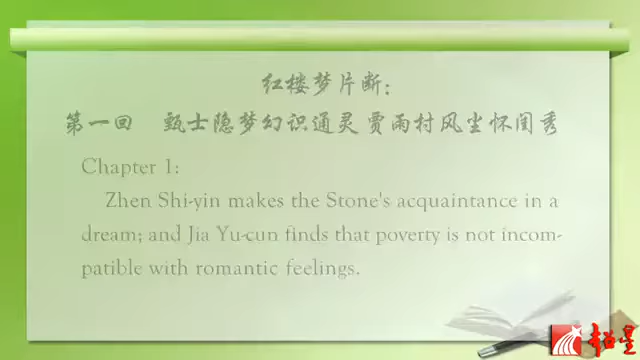 红楼梦片断：
第一回 甄士隐梦幻识通灵 贾雨村风尘怀闺秀
Chapter 1:
Zhen Shi-yin makes the Stone's acquaintance in a
dream; and Jia Yu-cun finds that poverty is not incom-
patible with romantic feelings.
超星